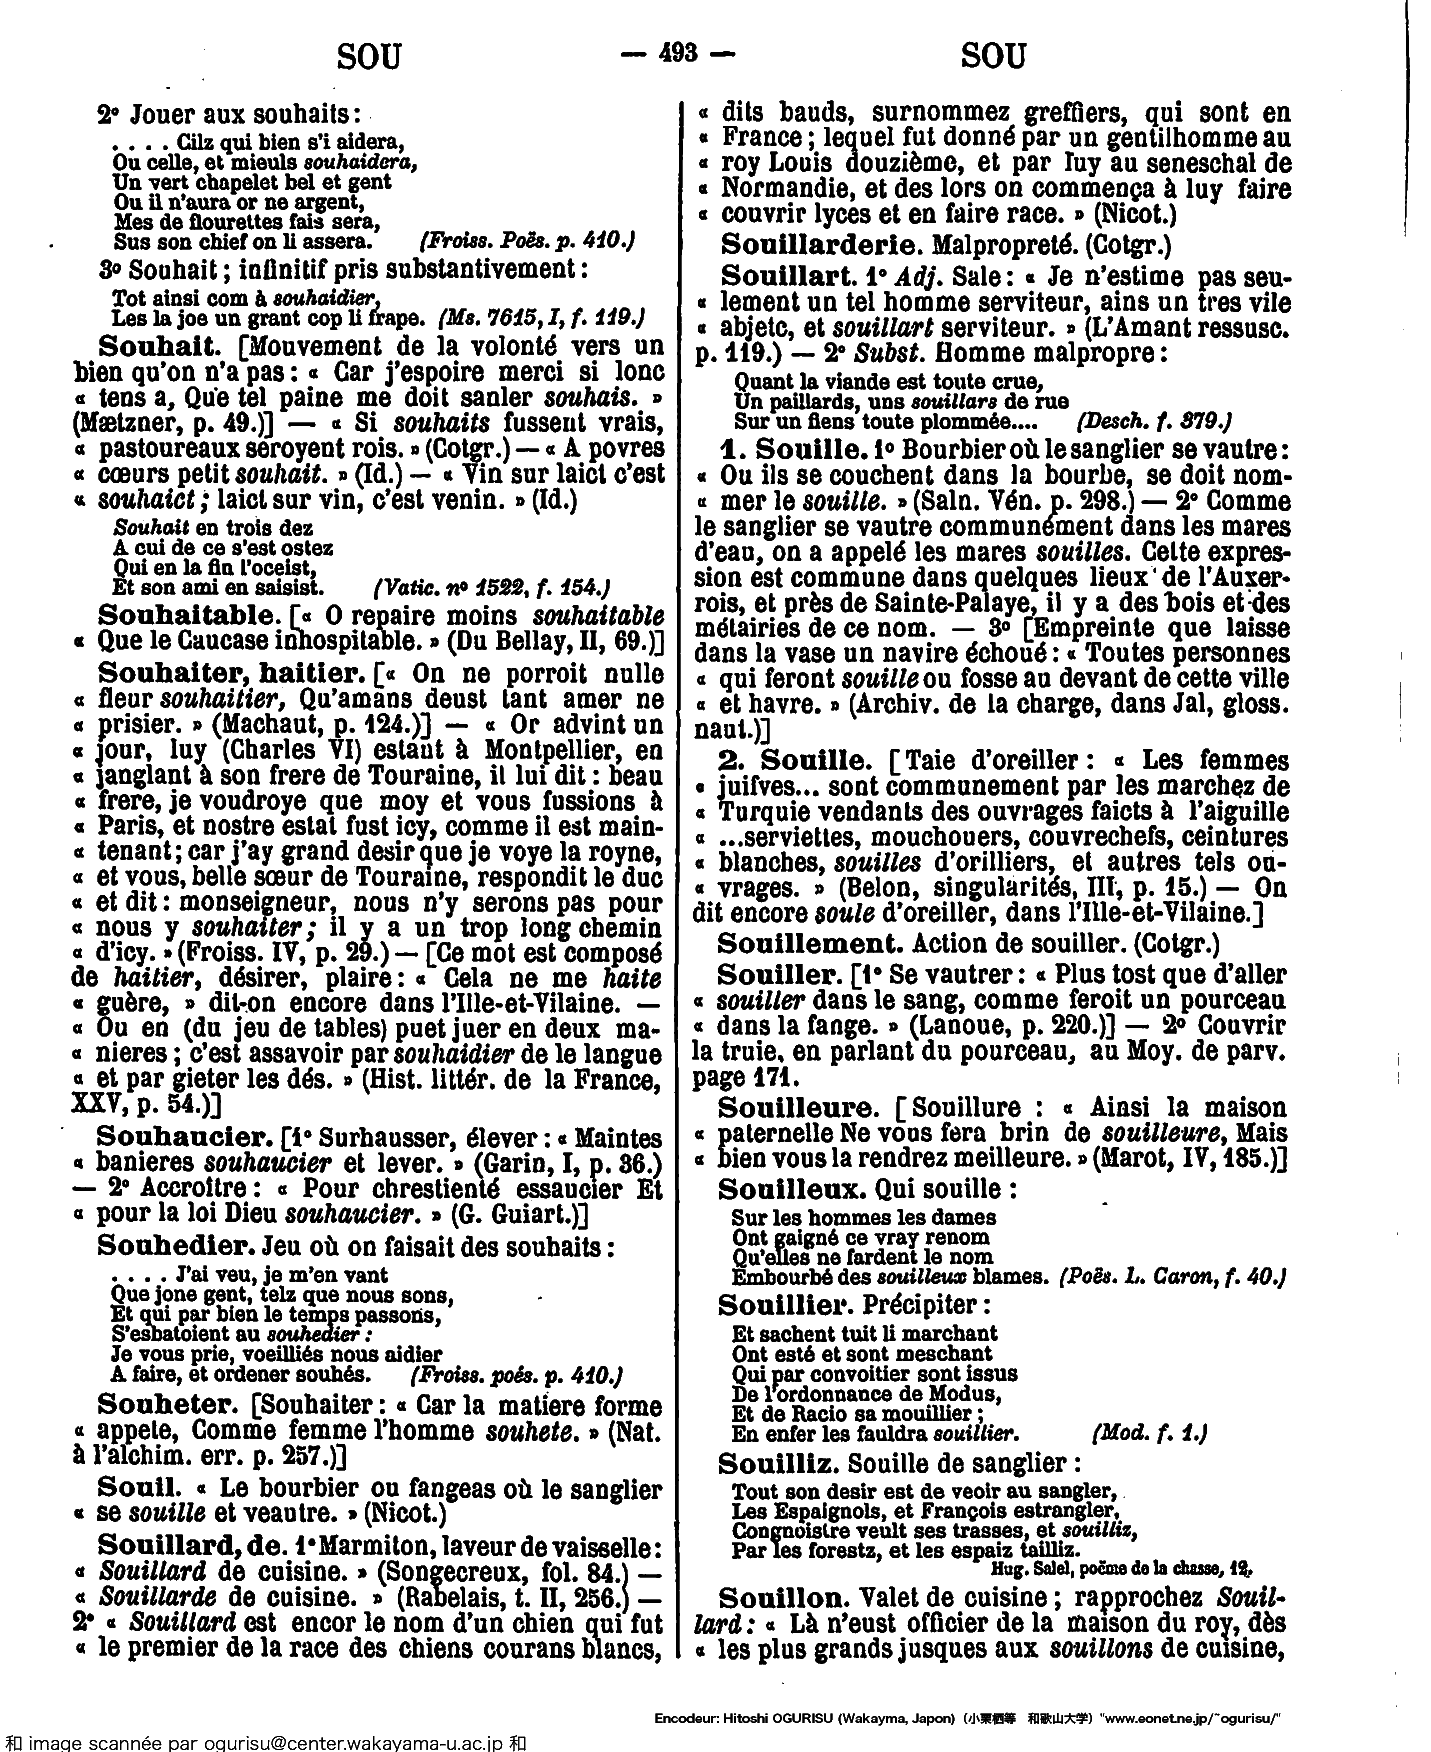 SOU
— 493 —
SOU
2° Jouer aux souhaits :
. . . . Cilz qui bien s'i aidera,
Ou celle, et mieuls souhaidera,
Un vert chapelet bel et gent
Ou il n'aura or ne argent,
Mes de flourettes fais sera,
Sus son chief on li assera. (Froiss. Poës. p. 410.)
3° Souhait ; infinitif pris substantivement :
Tot ainsi com à souhaidier,
Les la joe un grant cop li frape. (Ms. 7615, I, f. 119.)
Souhait. [Mouvement de la volonté vers un
bien qu'on n'a pas : « Car j'espoire merci si lonc
« tens a, Que tel paine me doit sanler souhais. »
(Mætzner, p. 49.)] — « Si souhaits fussent vrais,
« pastoureaux seroyent rois. » (Cotgr.) — « A povres
« cœurs petit souhait. » (Id.) — « Vin sur laict c'est
« souhaict ; laict sur vin, c'est venin. » (Id.)
Souhait en trois dez
A cui de ce s'est ostez
Qui en la fin l'oceist,
Et son ami en saisist. (Vatic. n° 1522, f. 154.)
Souhaitable. [« O repaire moins souhaitable
« Que le Caucase inhospitable. » (Du Bellay, II, 69.)]
Souhaiter, haitier. [« On ne porroit nulle
« fleur souhaitier, Qu'amans deust tant amer ne
« prisier. » (Machaut, p. 124.)] — « Or advint un
« jour, luy (Charles VI) estant à Montpellier, en
« janglant à son frere de Touraine, il lui dit : beau
« frere, je voudroye que moy et vous fussions à
« Paris, et nostre estat fust icy, comme il est main-
« tenant ; car j'ay grand desir que je voye la royne,
« et vous, belle sœur de Touraine, respondit le duc
« et dit : monseigneur, nous n'y serons pas pour
« nous y souhaiter ; il y a un trop long chemin
« d'icy. » (Froiss. IV, p. 29.) — [Ce mot est composé
de haitier, désirer, plaire : « Cela ne me haite
« guère, » dit-on encore dans l'Ille-et-Vilaine. —
« Ou en (du jeu de tables) puet juer en deux ma-
« nieres ; c'est assavoir par souhaidier de le langue
« et par gieter les dés. » (Hist. littér. de la France,
XXV, p. 54.)]
Souhaucier. [1° Surhausser, élever : « Maintes
« banieres souhaucier et lever. » (Garin, I, p. 36.)
— 2° Accroître : « Pour chrestienté essaucier Et
« pour la loi Dieu souhaucier. » (G. Guiart.)]
Souhedier. Jeu où on faisait des souhaits :
. . . . J'ai veu, je m'en vant
Que jone gent, telz que nous sons,
Et qui par bien le temps passons,
S'esbatoient au souhedier :
Je vous prie, voeilliés nous aidier
A faire, et ordener souhés. (Froiss. poés. p. 410.)
Souheter. [Souhaiter : « Car la matiere forme
« appete, Comme femme l'homme souhete. » (Nat.
à l'alchim. err. p. 257.)]
Souil. « Le bourbier ou fangeas où le sanglier
« se souille et veautre. » (Nicot.)
Souillard, de. 1° Marmiton, laveur de vaisselle :
« Souillard de cuisine. » (Songecreux, fol. 84.) —
« Souillarde de cuisine. » (Rabelais, t. II, 256.) —
2° « Souillard est encor le nom d'un chien qui fut
« le premier de la race des chiens courans blancs,
« dits bauds, surnommez greffiers, qui sont en
« France ; lequel fut donné par un gentilhomme au
« roy Louis douzième, et par luy au seneschal de
« Normandie, et des lors on commença à luy faire
« couvrir lyces et en faire race. » (Nicot.)
Souillarderie. Malpropreté. (Cotgr.)
Souillart. 1° Adj. Sale : « Je n'estime pas seu-
« lement un tel homme serviteur, ains un tres vile
« abjetc, et souillart serviteur. » (L'Amant ressusc.
p. 119.) — 2° Subst. Homme malpropre :
Quant la viande est toute crue,
Un paillards, uns souillars de rue
Sur un fiens toute plommée.... (Desch. f. 379.)
1. Souille. 1° Bourbier où le sanglier se vautre :
« Ou ils se couchent dans la bourbe, se doit nom-
« mer le souille. » (Saln. Vén. p. 298.) — 2° Comme
le sanglier se vautre communément dans les mares
d'eau, on a appelé les mares souilles. Cette expres-
sion est commune dans quelques lieux de l'Auxer-
rois, et près de Sainte-Palaye, il y a des bois et des
métairies de ce nom. — 3° [Empreinte que laisse
dans la vase un navire échoué : « Toutes personnes
« qui feront souille ou fosse au devant de cette ville
« et havre. » (Archiv. de la charge, dans Jal, gloss.
naut.)]
2. Souille. [Taie d'oreiller : « Les femmes
« juifves... sont communement par les marchez de
« Turquie vendants des ouvrages faicts à l'aiguille
« ...serviettes, mouchouers, couvrechefs, ceintures
« blanches, souilles d'orilliers, et autres tels ou-
« vrages. » (Belon, singularités, III, p. 15.) — On
dit encore soule d'oreiller, dans l'Ille-et-Vilaine.]
Souillement. Action de souiller. (Cotgr.)
Souiller. [1° Se vautrer : « Plus tost que d'aller
« souiller dans le sang, comme feroit un pourceau
« dans la fange. » (Lanoue, p. 220.)] — 2° Couvrir
la truie, en parlant du pourceau, au Moy. de parv.
page 171.
Souilleure. [Souillure : « Ainsi la maison
« paternelle Ne vous fera brin de souilleure, Mais
« bien vous la rendrez meilleure. » (Marot, IV, 185.)]
Souilleux. Qui souille :
Sur les hommes les dames
Ont gaigné ce vray renom
Qu'elles ne fardent le nom
Embourbé des souilleux blames. (Poës. L. Caron, f. 40.)
Souillier. Précipiter :
Et sachent tuit li marchant
Ont esté et sont meschant
Qui par convoitier sont issus
De l'ordonnance de Modus,
Et de Racio sa mouillier ;
En enfer les fauldra souillier. (Mod. f. 1.)
Souilliz. Souille de sanglier :
Tout son desir est de veoir au sangler,
Les Espaignols, et François estrangler,
Congnoistre veult ses trasses, et souilliz,
Par les forestz, et les espaiz tailliz.
Hug. Salel, poëme de la chasse, 12.
Souillon. Valet de cuisine ; rapprochez Souil-
lard : « Là n'eust officier de la maison du roy, dès
« les plus grands jusques aux souillons de cuisine,
Encodeur: Hitoshi OGURISU (Wakayma, Japon) (小栗栖等 和歌山大学) "www.eonet.ne.jp/~ogurisu/"
和 image scannée par ogurisu@center.wakayama-u.ac.jp 和